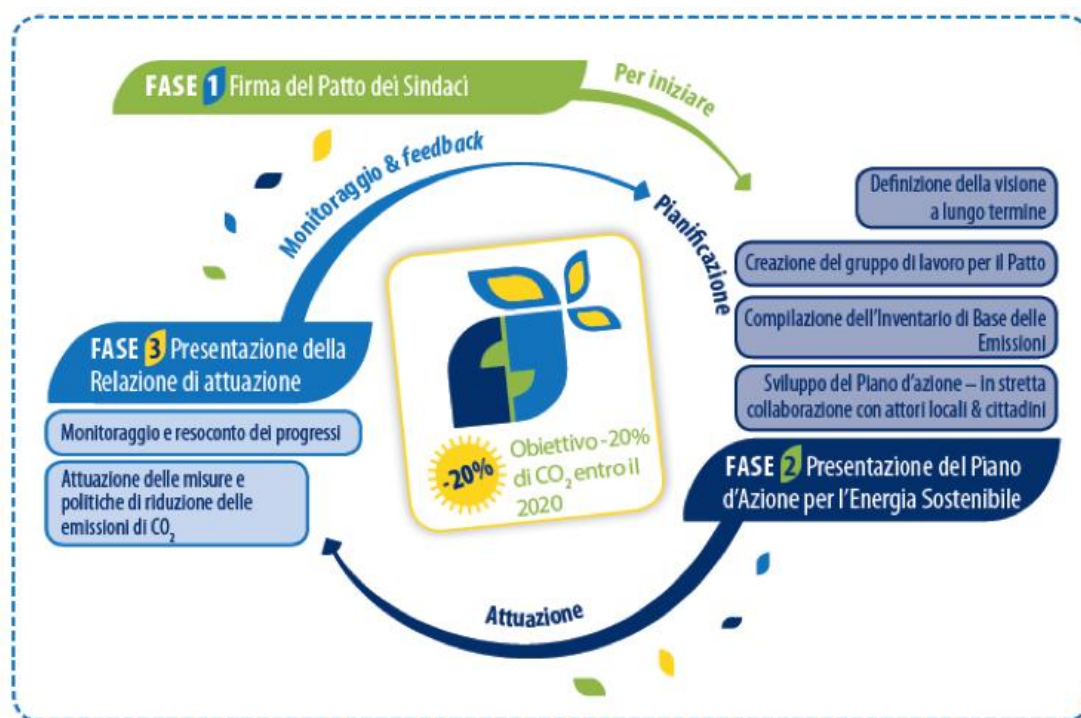 FASE 1 Firma del Patto dei Sindaci
Per iniziare
Monitoraggio & feedback
Pianificazione
Definizione della visione
a lungo termine
Creazione del gruppo di lavoro per il Patto
Compilazione dell'Inventario di Base delle
Emissioni
Sviluppo del Piano d'azione – in stretta
collaborazione con attori locali & cittadini
FASE 2 Presentazione del Piano
d'Azione per l'Energia Sostenibile
FASE 3 Presentazione della
Relazione di attuazione
Monitoraggio e resoconto dei progressi
Attuazione delle misure e
politiche di riduzione delle
emissioni di CO₂
-20%
Obiettivo -20%
di CO₂ entro il
2020
Attuazione